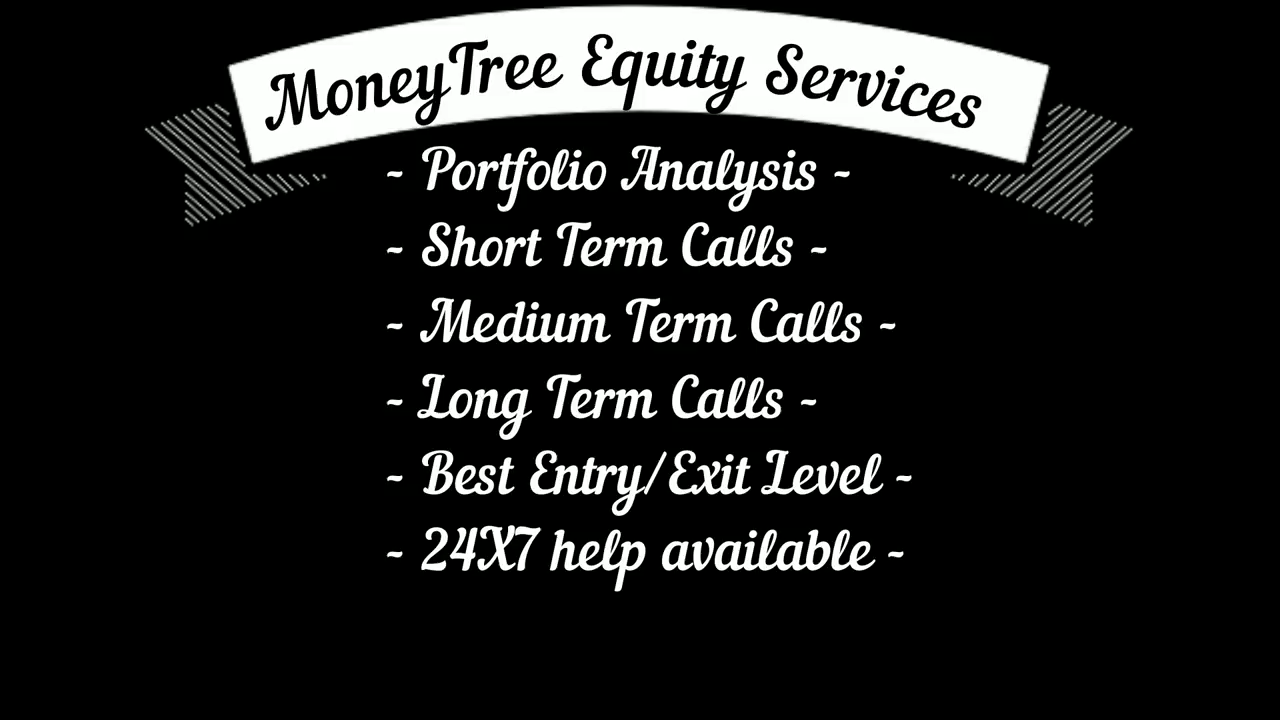 MoneyTree Equity Services
- Portfolio Analysis -
- Short Term Calls -
- Medium Term Calls -
- Long Term Calls -
- Best Entry/Exit Level -
- 24X7 help available -